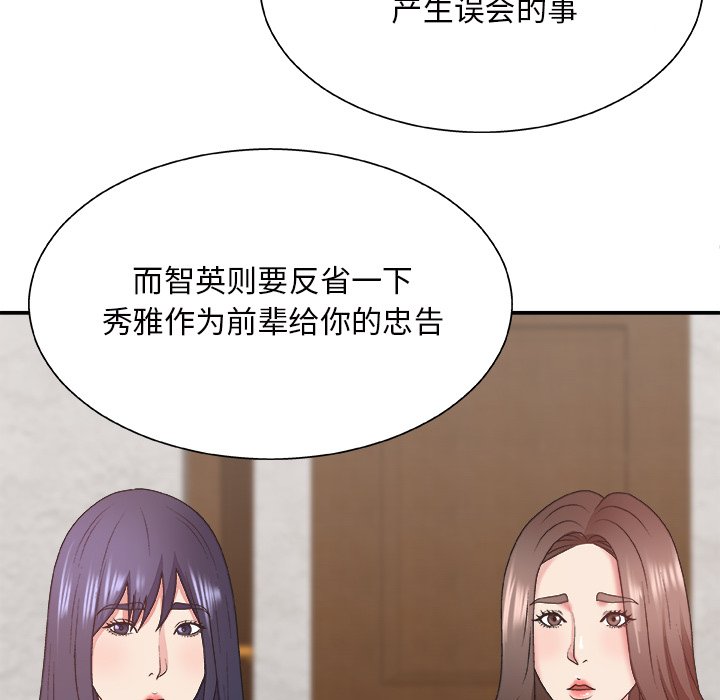 产生误会的事
而智英则要反省一下
秀雅作为前辈给你的忠告